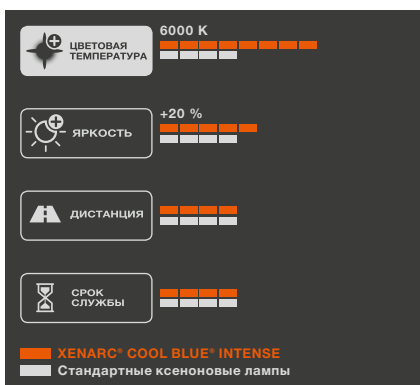 6000 K
ЦВЕТОВАЯ
ТЕМПЕРАТУРА
+20 %
ЯРКОСТЬ
ДИСТАНЦИЯ
СРОК
СЛУЖБЫ
XENARC® COOL BLUE® INTENSE
Стандартные ксеноновые лампы